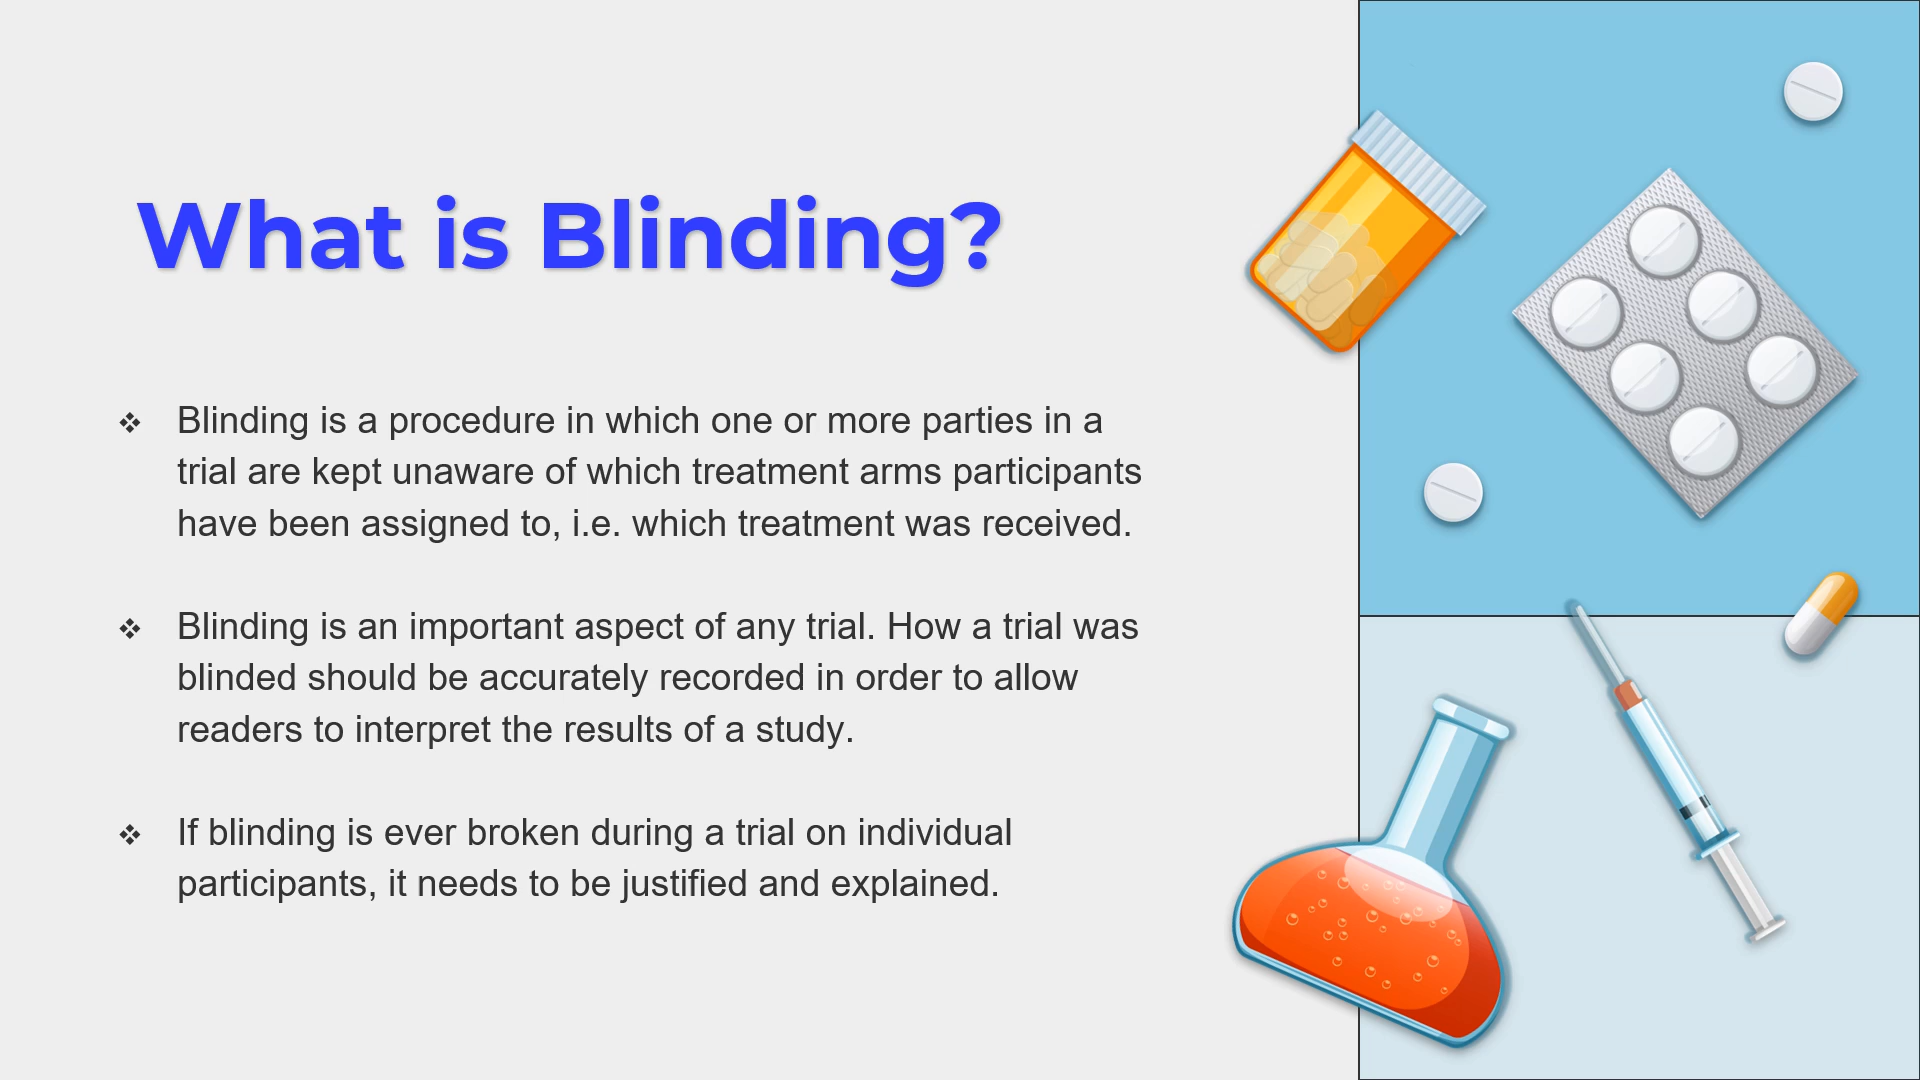 What is Blinding?
❖ Blinding is a procedure in which one or more parties in a
trial are kept unaware of which treatment arms participants
have been assigned to, i.e. which treatment was received.
❖ Blinding is an important aspect of any trial. How a trial was
blinded should be accurately recorded in order to allow
readers to interpret the results of a study.
❖ If blinding is ever broken during a trial on individual
participants, it needs to be justified and explained.